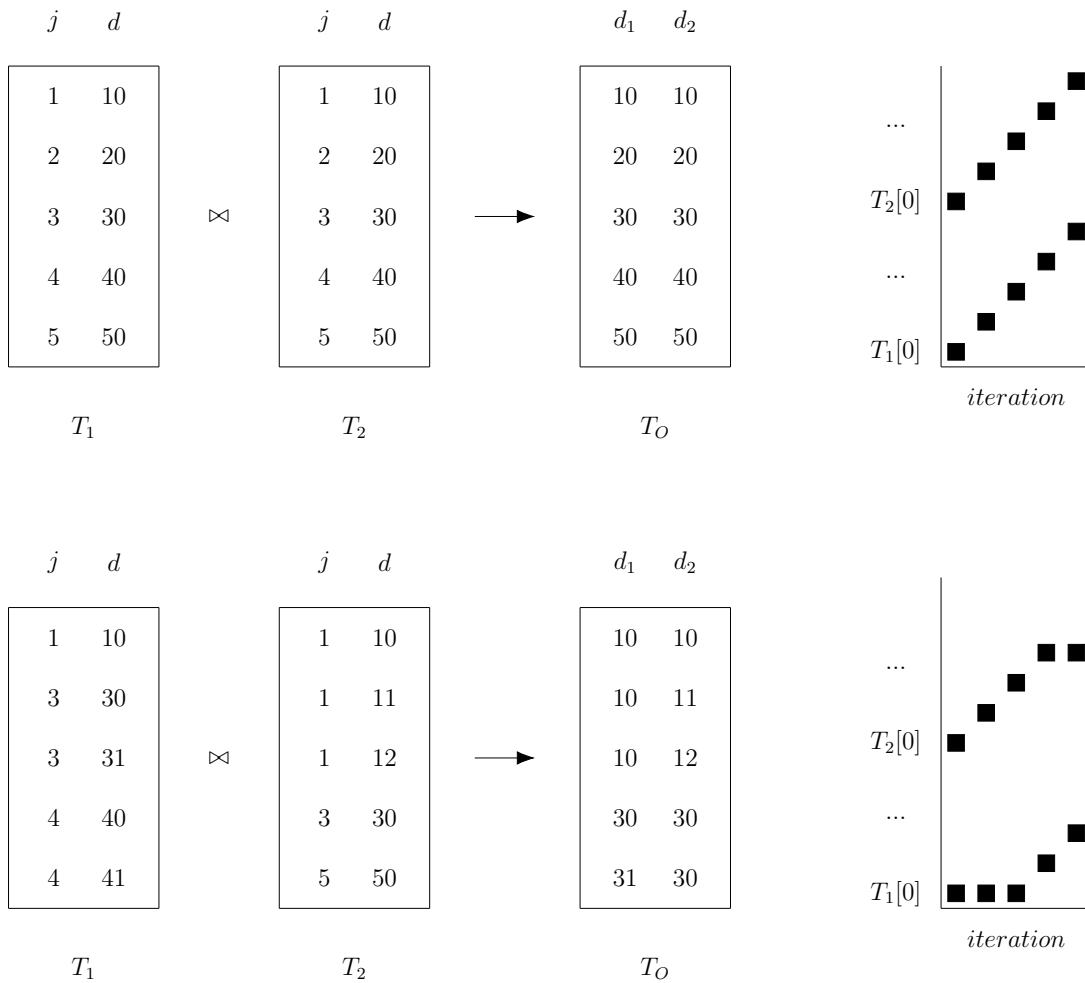 j d j d d₁ d₂
1 10 1 10 10 10
...
2 20 2 20 20 20
T₂[0]
3 30 ⋈ 3 30 30 30
...
4 40 4 40 40 40
5 50 5 50 50 50
T₁[0]
iteration
T₁ T₂ T_O
j d j d d₁ d₂
1 10 1 10 10 10
...
3 30 1 11 10 11
T₂[0]
3 31 ⋈ 1 12 10 12
...
4 40 3 30 30 30
4 41 5 50 31 30
T₁[0]
iteration
T₁ T₂ T_O